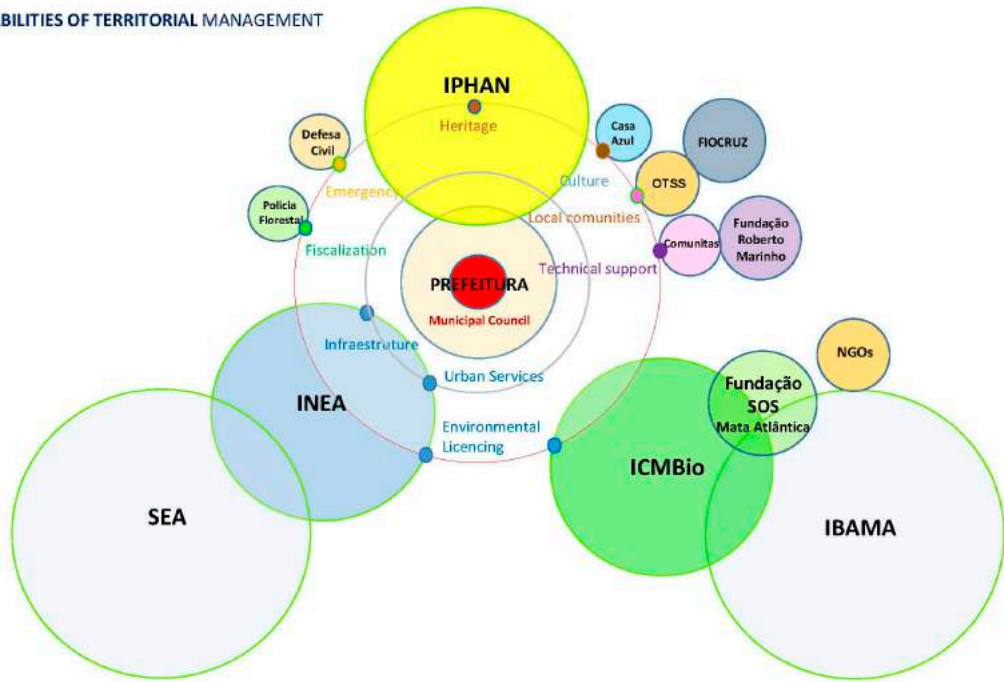 ABILITIES OF TERRITORIAL MANAGEMENT
IPHAN
Heritage
Defesa
Civil
Emergency
Casa
Azul
FIOCRUZ
Culture
OTSS
Policia
Florestal
Fiscalization
Local comunities
Comunitas
Fundação
Roberto
Marinho
Technical support
PREFEITURA
Municipal Council
Infraestruture
Urban Services
INEA
Environmental
Licencing
NGOs
Fundação
SOS
Mata Atlântica
ICMBio
SEA
IBAMA